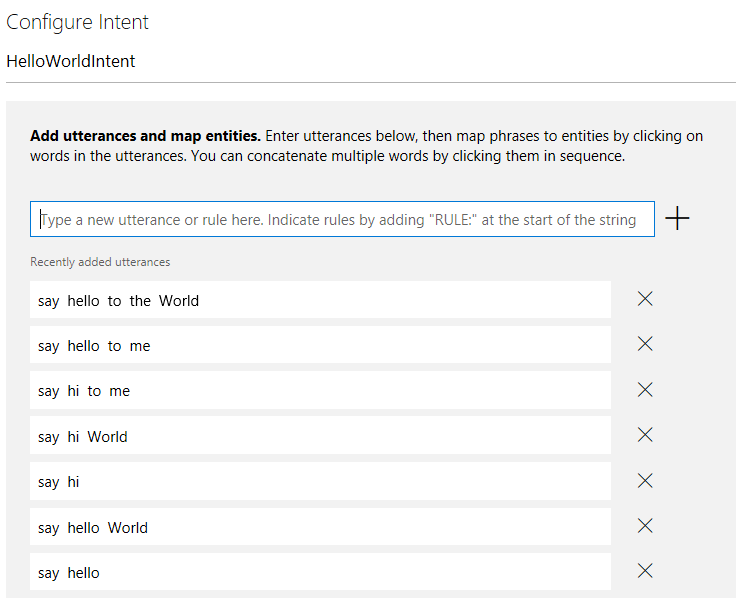 Configure Intent
HelloWorldIntent
Add utterances and map entities. Enter utterances below, then map phrases to entities by clicking on
words in the utterances. You can concatenate multiple words by clicking them in sequence.
Type a new utterance or rule here. Indicate rules by adding "RULE:" at the start of the string
Recently added utterances
say hello to the World
say hello to me
say hi to me
say hi World
say hi
say hello World
say hello